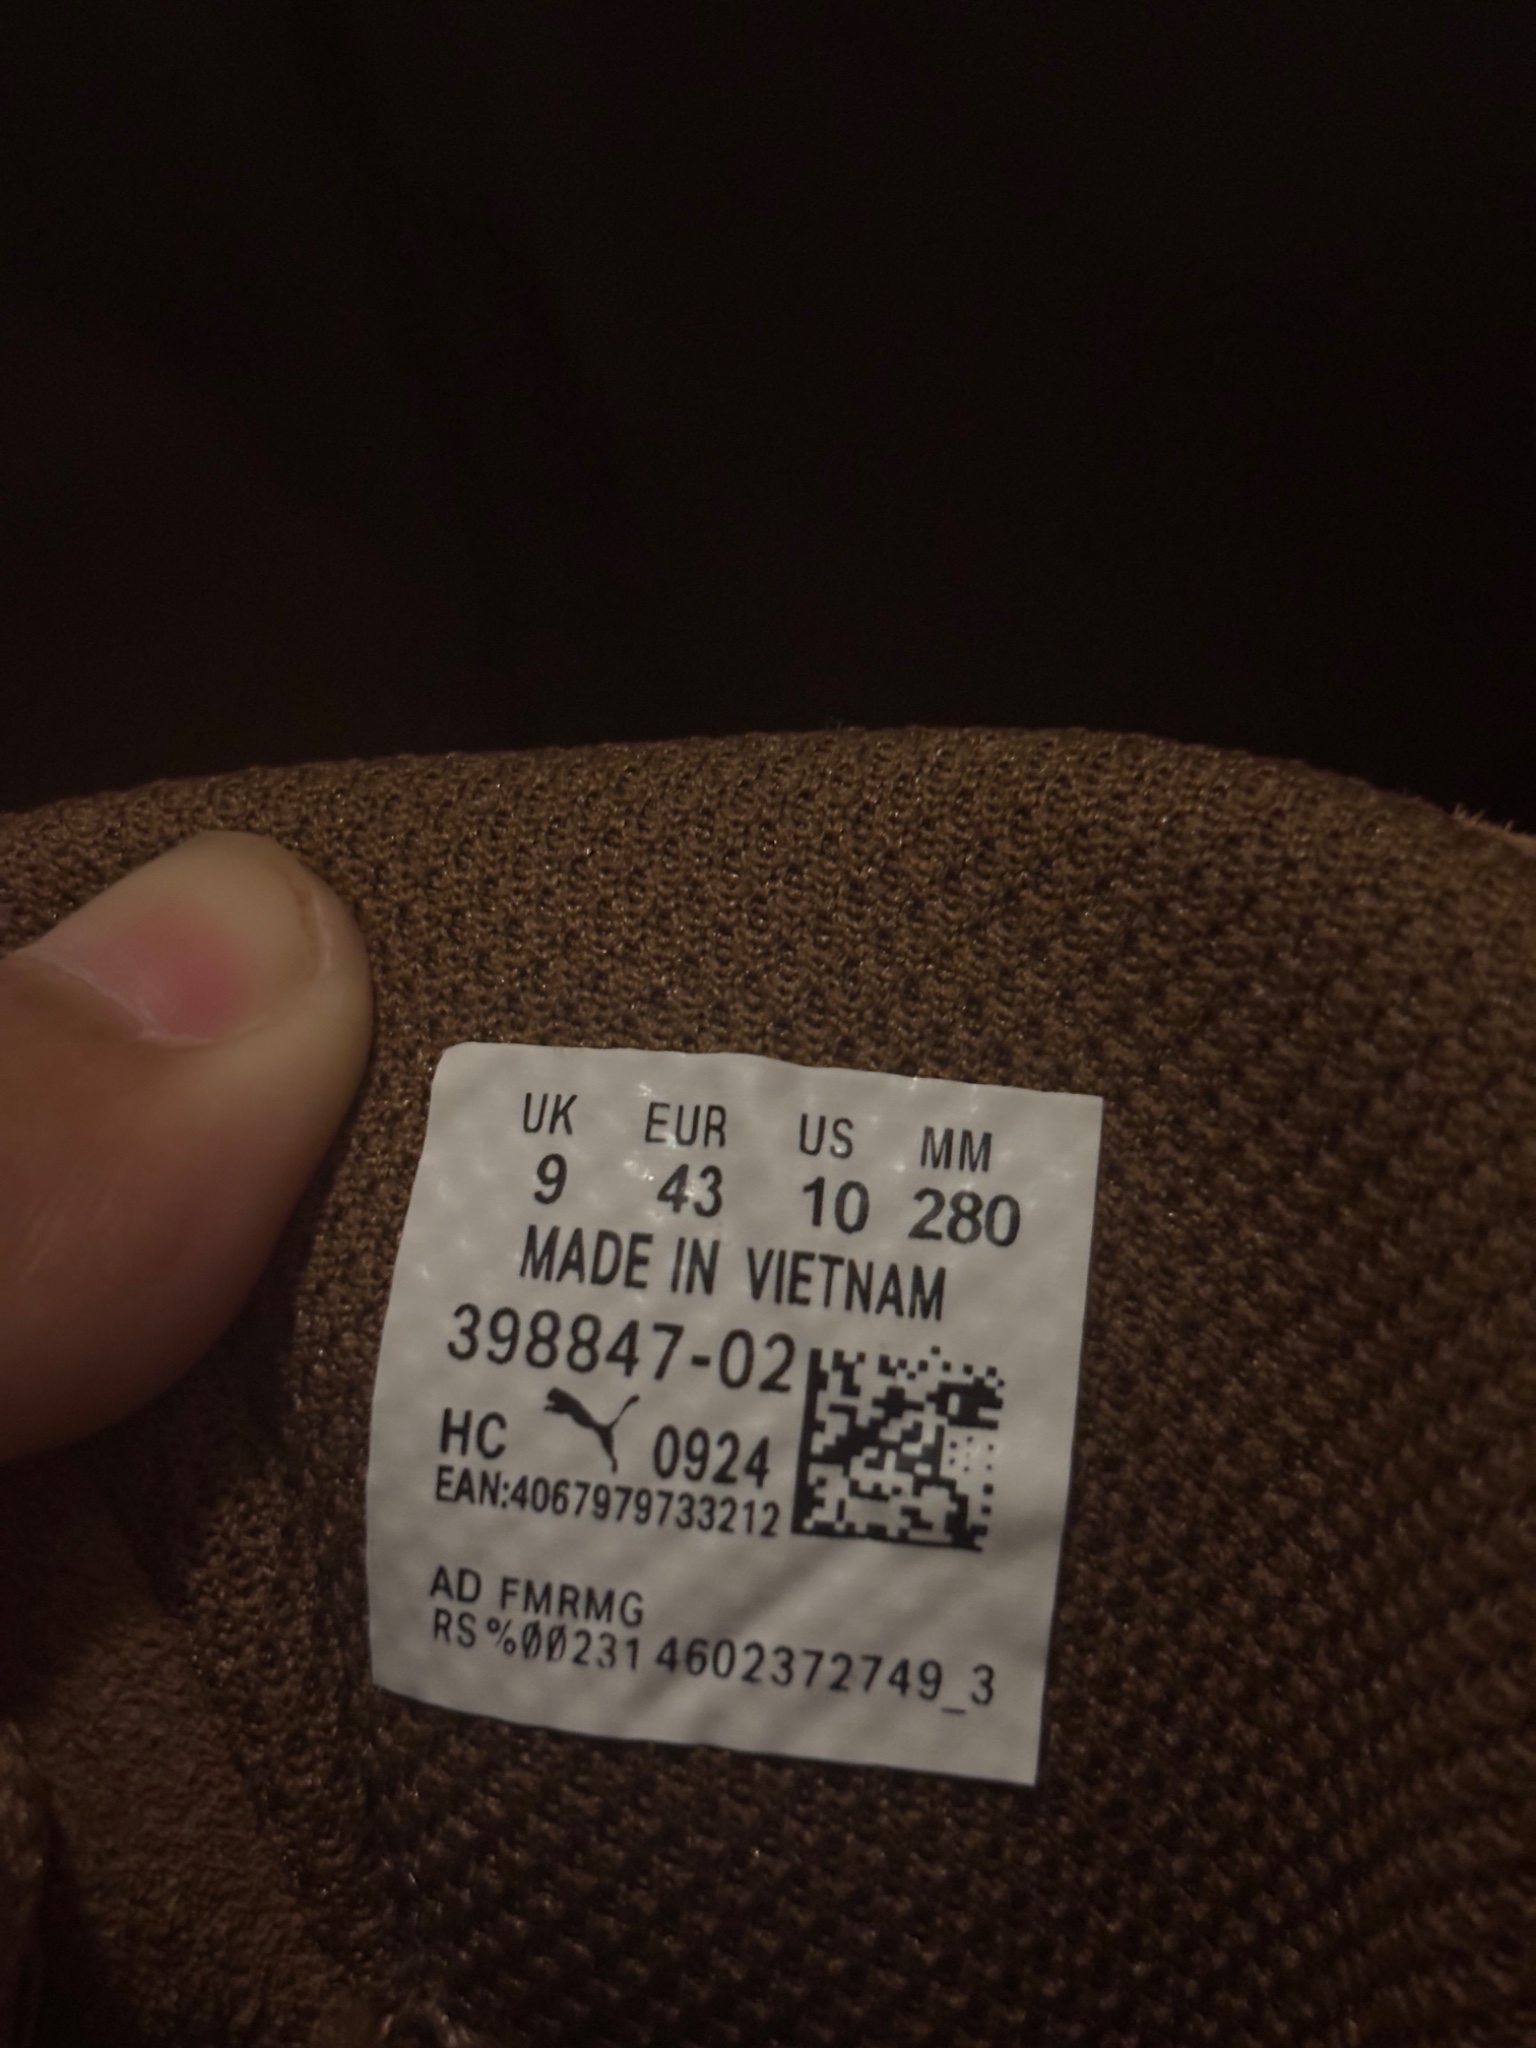 UK EUR US MM
9 43 10 280
MADE IN VIETNAM
398847-02
HC 0924
EAN:4067979733212
AD FMRMG
RS %00231 4602372749_3